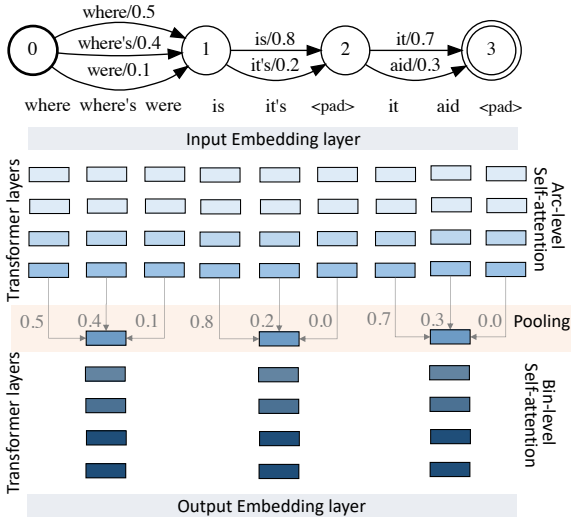 where/0.5
where's/0.4
were/0.1
is/0.8
it's/0.2
it/0.7
aid/0.3
0
1
2
3
where where's were is it's <pad> it aid <pad>
Input Embedding layer
Transformer layers
Arc-level
Self-attention
0.5 0.4 0.1 0.8 0.2 0.0 0.7 0.3 0.0 Pooling
Transformer layers
Bin-level
Self-attention
Output Embedding layer